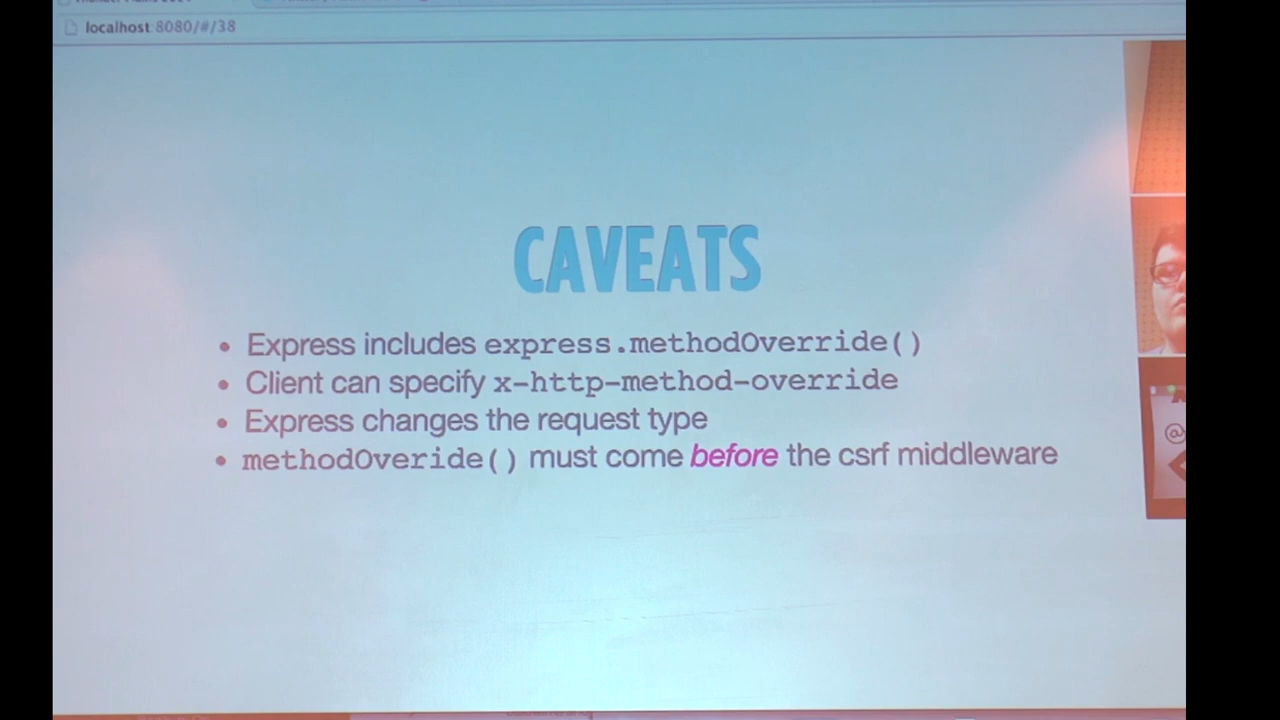 localhost:8080/#/38
CAVEATS
• Express includes express.methodOverride()
• Client can specify x-http-method-override
• Express changes the request type
• methodOveride() must come before the csrf middleware
@